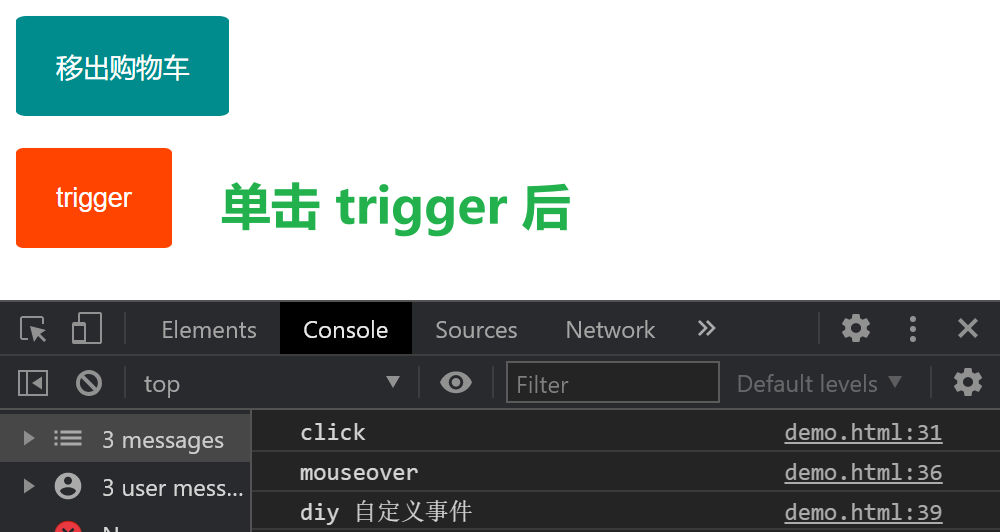 移出购物车
trigger
单击 trigger 后
Elements Console Sources Network
top Filter Default levels
3 messages
click demo.html:31
mouseover demo.html:36
3 user mess...
diy 自定义事件 demo.html:39